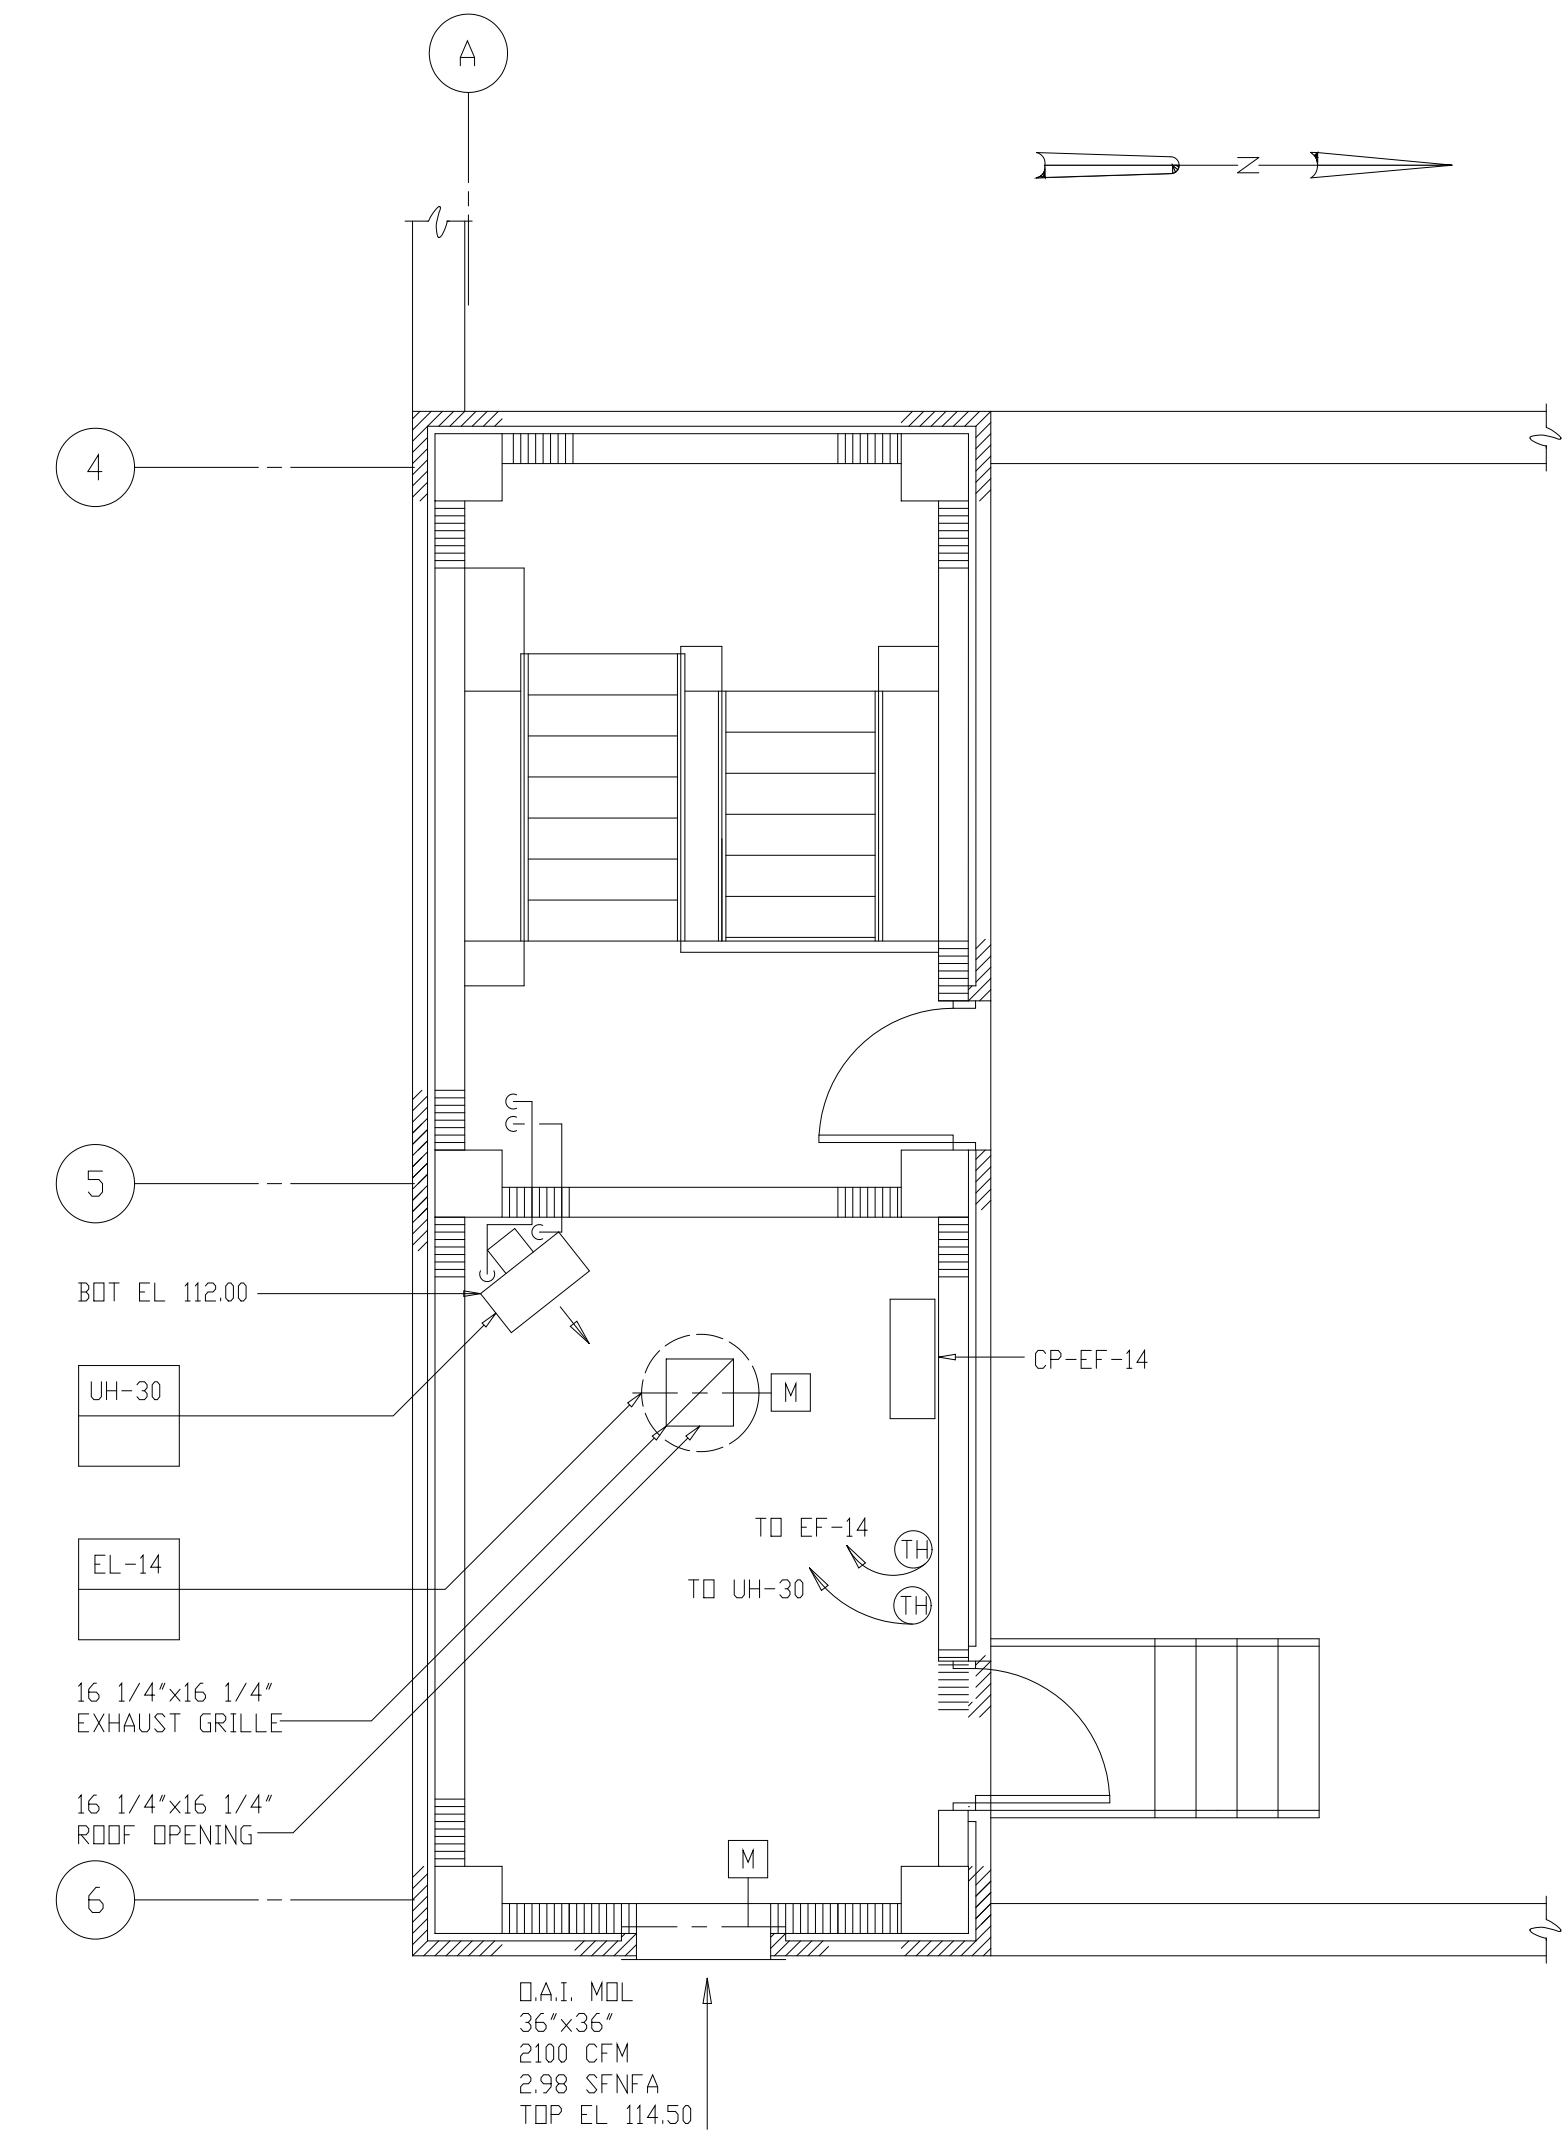 A
N
4
5
BOT EL 112.00
UH-30
CP-EF-14
M
EL-14
TO EF-14
TH
TO UH-30
TH
16 1/4"x16 1/4"
EXHAUST GRILLE
16 1/4"x16 1/4"
ROOF OPENING
M
6
O.A.I. MOL
36"x36"
2100 CFM
2.98 SFNFA
TOP EL 114.50